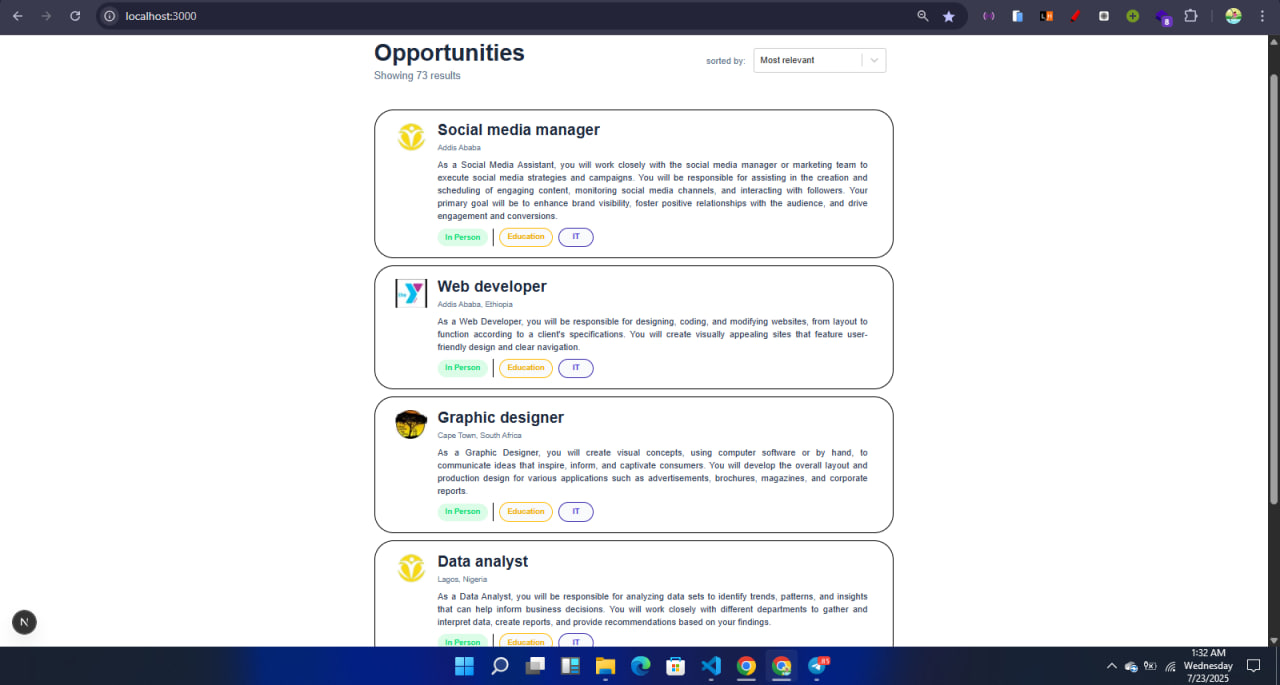 localhost:3000
8
Opportunities
Showing 73 results
sorted by:
Most relevant
Social media manager
Addis Ababa
As a Social Media Assistant, you will work closely with the social media manager or marketing team to
execute social media strategies and campaigns. You will be responsible for assisting in the creation and
scheduling of engaging content, monitoring social media channels, and interacting with followers. Your
primary goal will be to enhance brand visibility, foster positive relationships with the audience, and drive
engagement and conversions.
In Person
Education
IT
the
Web developer
Addis Ababa, Ethiopia
As a Web Developer, you will be responsible for designing, coding, and modifying websites, from layout to
function according to a client's specifications. You will create visually appealing sites that feature user-
friendly design and clear navigation.
In Person
Education
IT
Graphic designer
Cape Town, South Africa
As a Graphic Designer, you will create visual concepts, using computer software or by hand, to
communicate ideas that inspire, inform, and captivate consumers. You will develop the overall layout and
production design for various applications such as advertisements, brochures, magazines, and corporate
reports.
In Person
Education
IT
Data analyst
Lagos, Nigeria
As a Data Analyst, you will be responsible for analyzing data sets to identify trends, patterns, and insights
that can help inform business decisions. You will work closely with different departments to gather and
interpret data, create reports, and provide recommendations based on your findings.
In Person
Education
IT
N
1:32 AM
Wednesday
7/23/2025